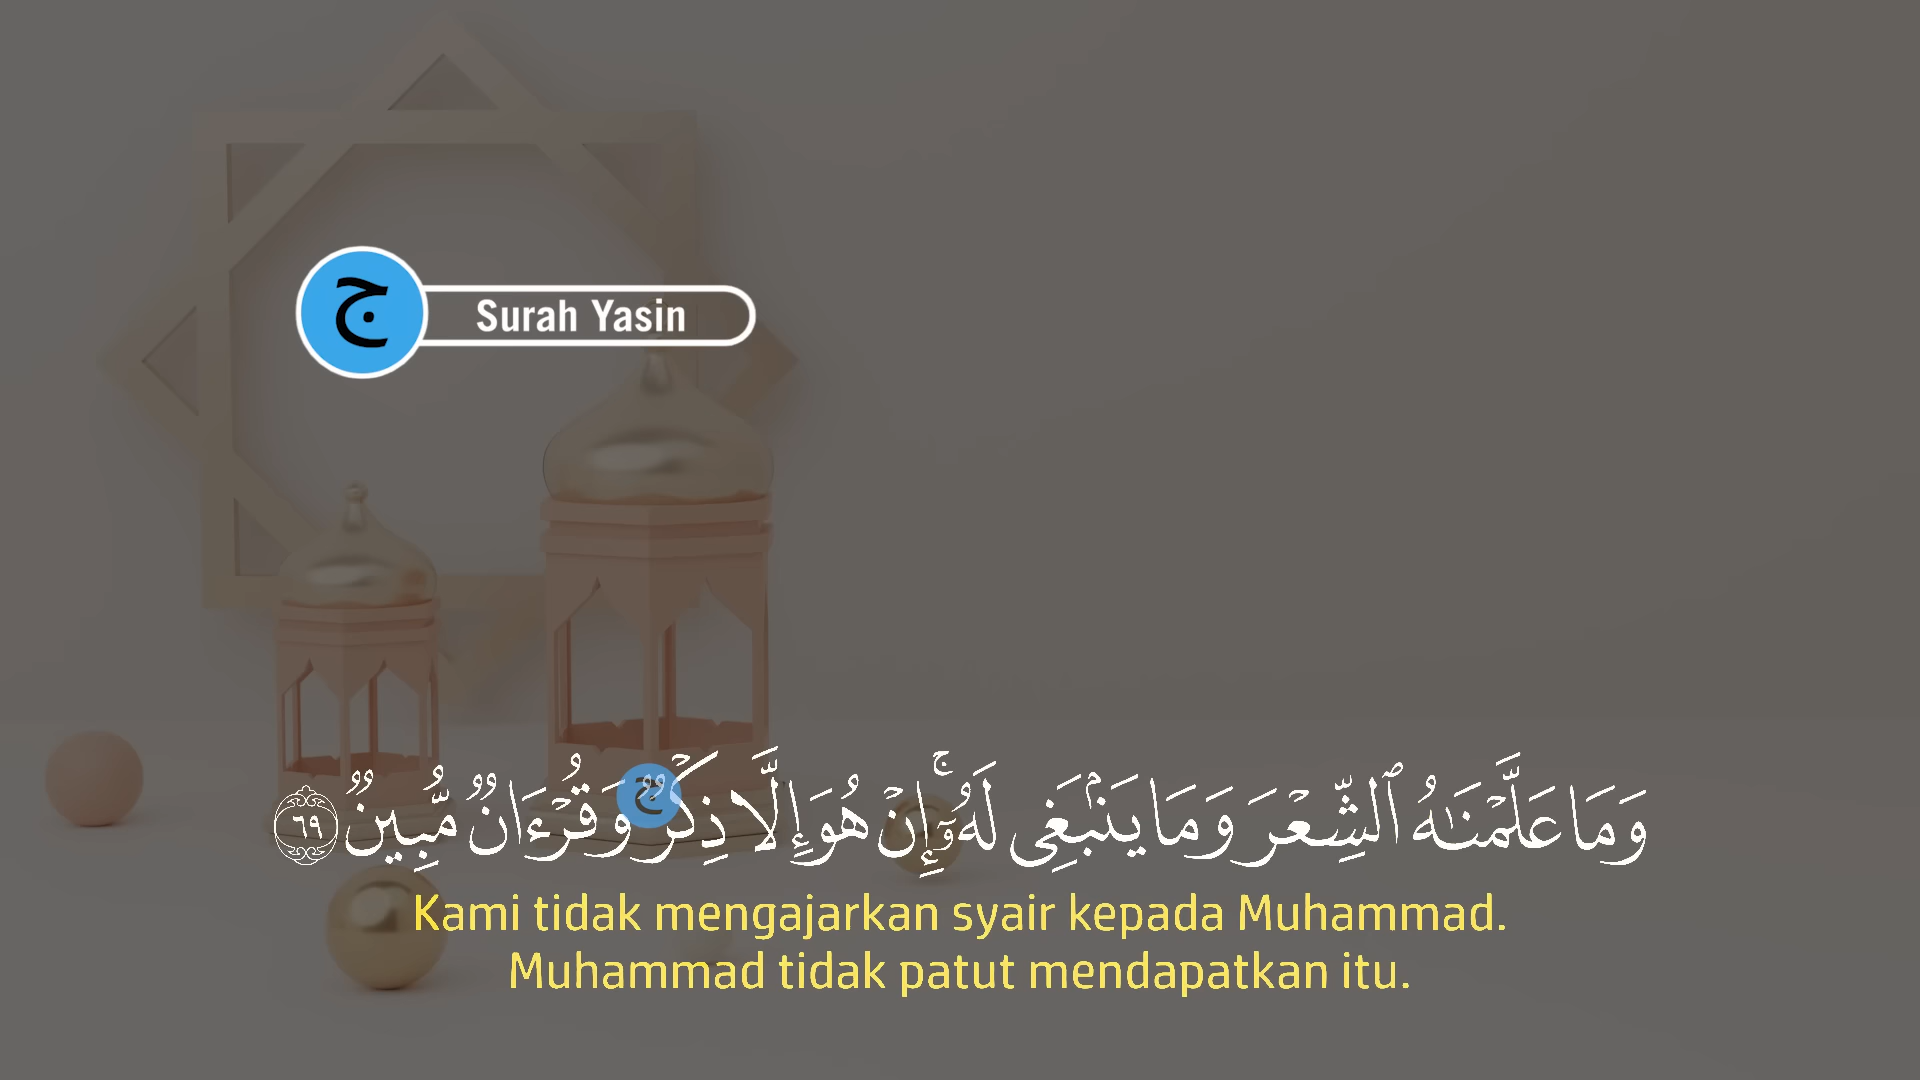 ج
Surah Yasin
وَمَا عَلَّمْنَـٰهُ ٱلشِّعْرَ وَمَا يَنۢبَغِى لَهُۥٓ ۚ إِنْ هُوَ إِلَّا ذِكْرٌ وَقُرْءَانٌ مُّبِينٌ ٦٩
ج
Kami tidak mengajarkan syair kepada Muhammad.
Muhammad tidak patut mendapatkan itu.